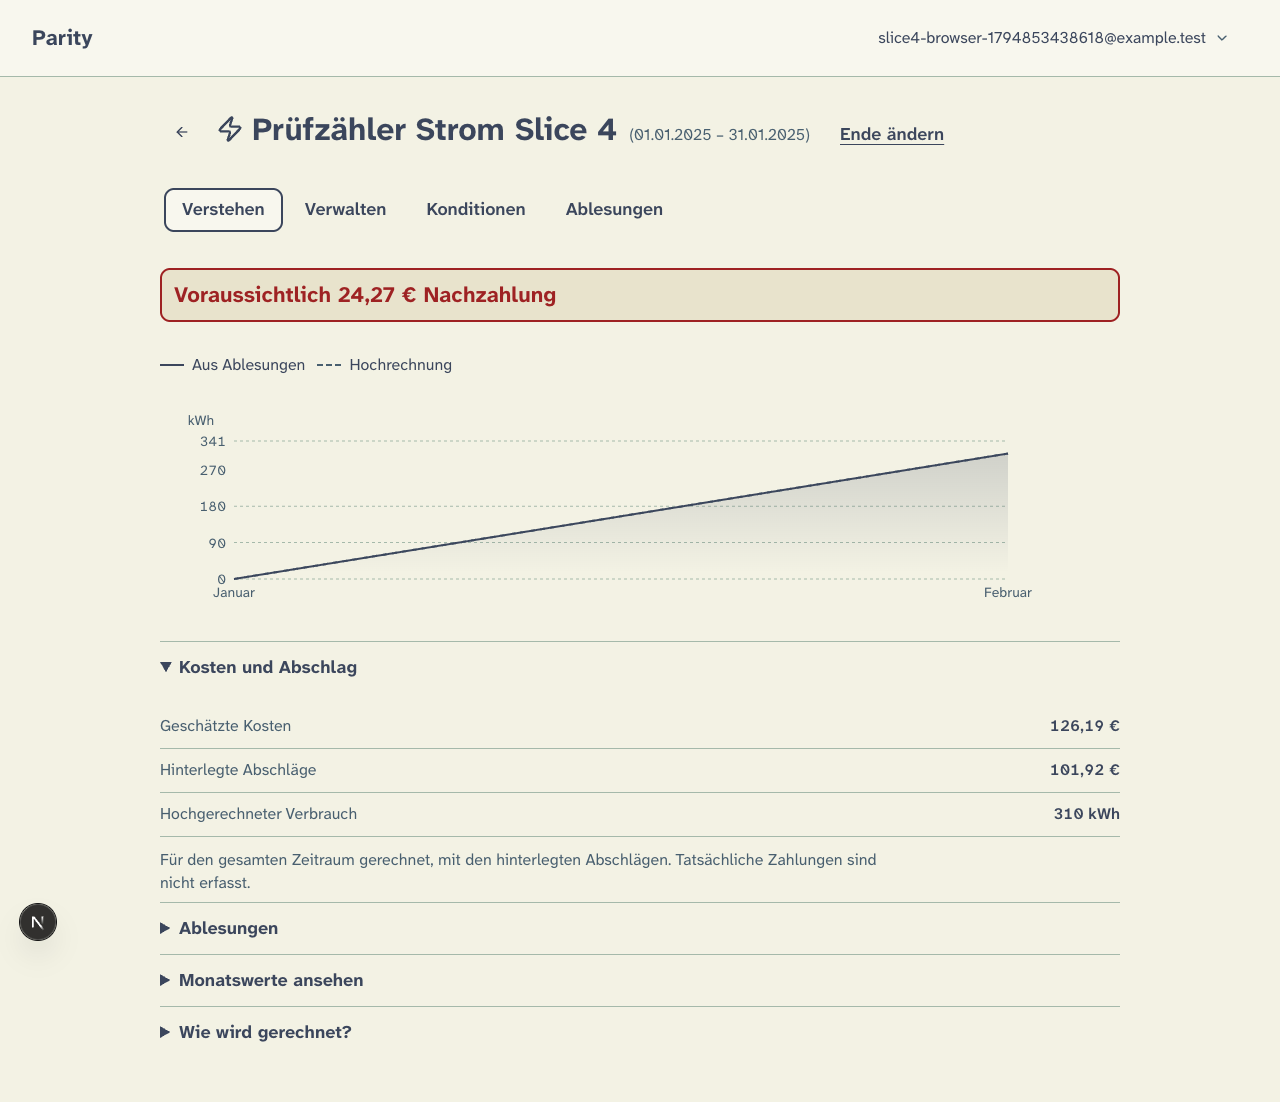 Parity
slice4-browser-1794853438618@example.test
Prüfzähler Strom Slice 4 (01.01.2025 – 31.01.2025) Ende ändern
Verstehen Verwalten Konditionen Ablesungen
Voraussichtlich 24,27 € Nachzahlung
Aus Ablesungen Hochrechnung
kWh
341
270
180
90
0
Januar Februar
Kosten und Abschlag
Geschätzte Kosten 126,19 €
Hinterlegte Abschläge 101,92 €
Hochgerechneter Verbrauch 310 kWh
Für den gesamten Zeitraum gerechnet, mit den hinterlegten Abschlägen. Tatsächliche Zahlungen sind
nicht erfasst.
N
Ablesungen
Monatswerte ansehen
Wie wird gerechnet?